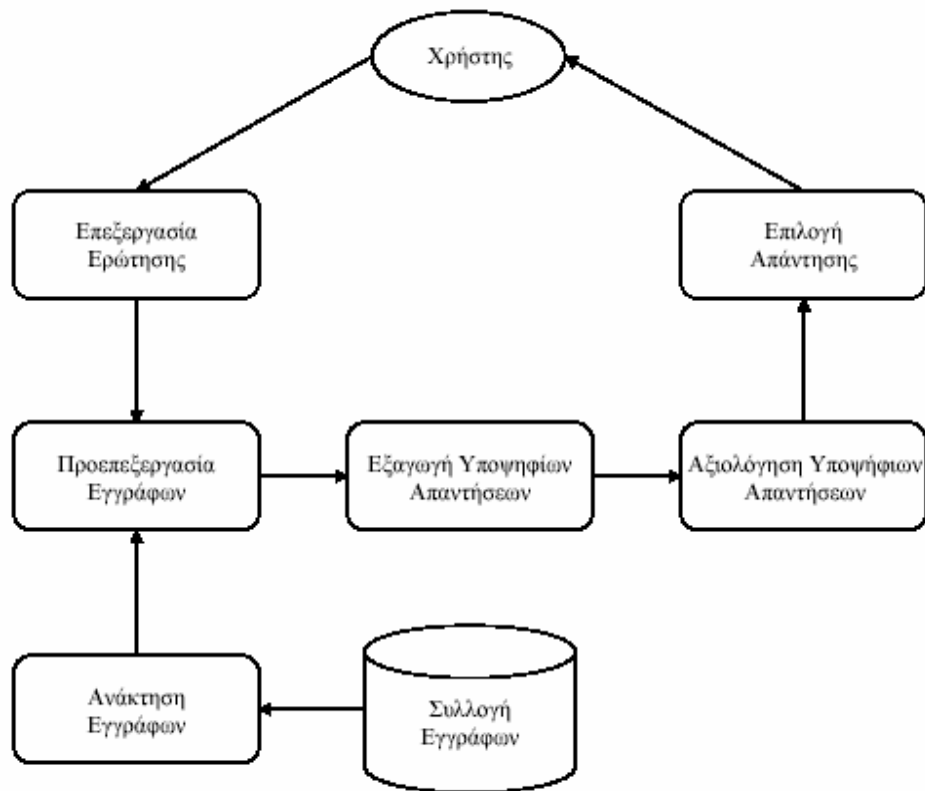 Χρήστης
Επεξεργασία
Ερώτησης
Επιλογή
Απάντησης
Προεπεξεργασία
Εγγράφων
Εξαγωγή Υποψηφίων
Απαντήσεων
Αξιολόγηση Υποψήφιων
Απαντήσεων
Ανάκτηση
Εγγράφων
Συλλογή
Εγγράφων